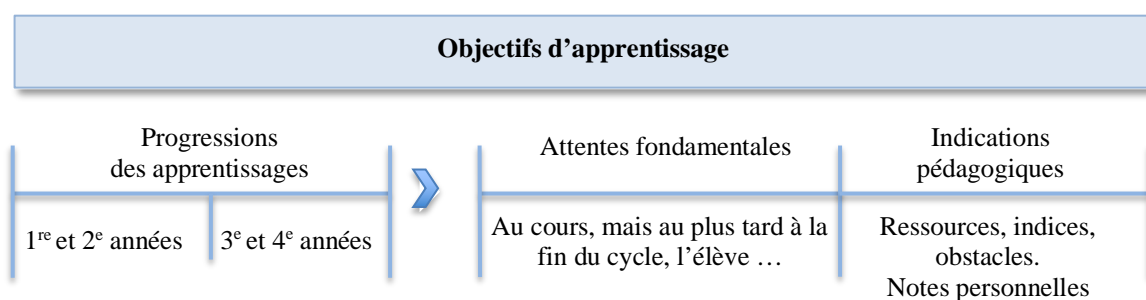 Objectifs d’apprentissage
Progressions
des apprentissages
Attentes fondamentales
Indications
pédagogiques
1re et 2e années
3e et 4e années
Au cours, mais au plus tard à la
fin du cycle, l’élève …
Ressources, indices,
obstacles.
Notes personnelles